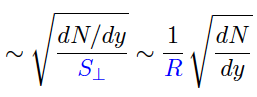 ∼ √((dN/dy)/S⊥) ∼ (1/R) √(dN/dy)